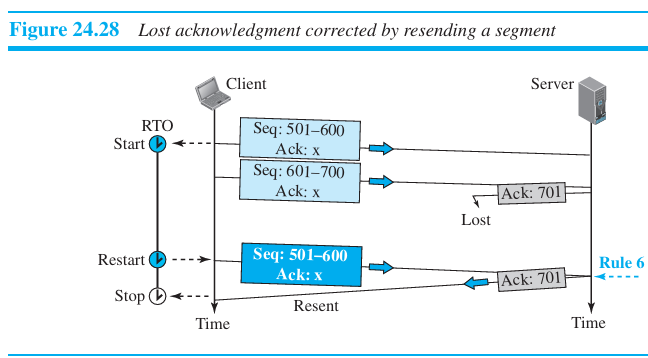 Figure 24.28 Lost acknowledgment corrected by resending a segment
Client
Server
RTO
Start
Seq: 501–600
Ack: x
Seq: 601–700
Ack: x
Ack: 701
Lost
Restart
Seq: 501–600
Ack: x
Rule 6
Ack: 701
Stop
Resent
Time
Time